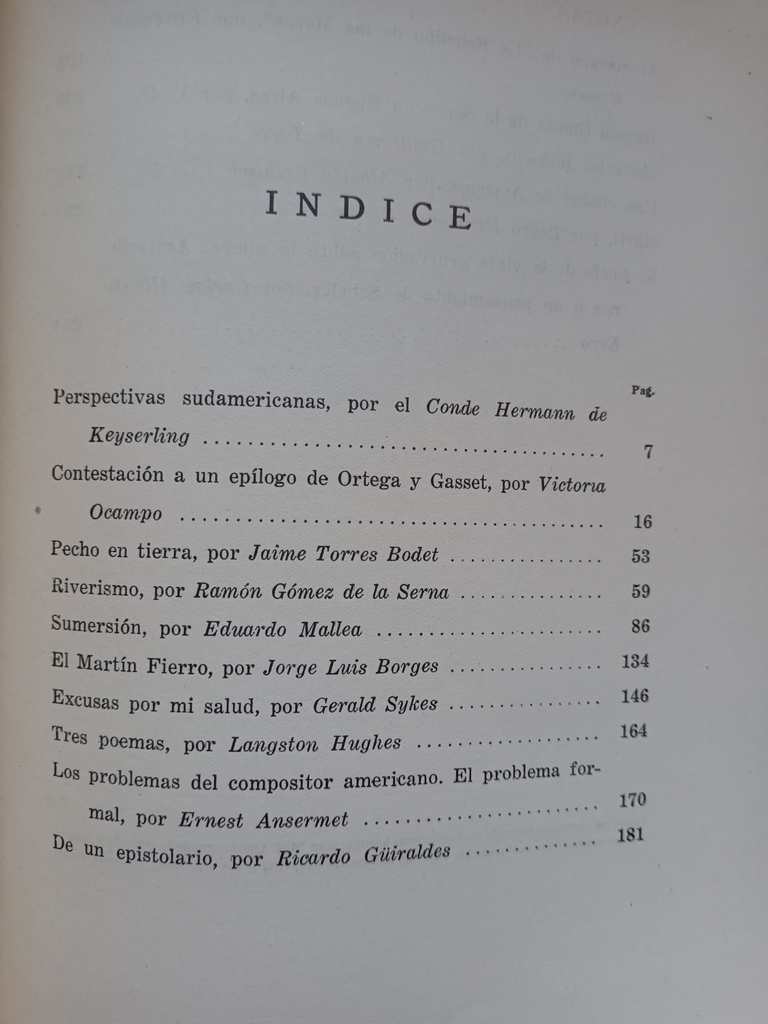 INDICE
Pag.
Perspectivas sudamericanas, por el Conde Hermann de
Keyserling ........................................ 7
Contestación a un epílogo de Ortega y Gasset, por Victoria
Ocampo ........................................ 16
Pecho en tierra, por Jaime Torres Bodet ................ 53
Riverismo, por Ramón Gómez de la Serna ............... 59
Sumersión, por Eduardo Mallea ....................... 86
El Martín Fierro, por Jorge Luis Borges ................ 134
Excusas por mi salud, por Gerald Sykes ................ 146
Tres poemas, por Langston Hughes ................... 164
Los problemas del compositor americano. El problema for-
mal, por Ernest Ansermet ........................ 170
De un epistolario, por Ricardo Güiraldes .............. 181